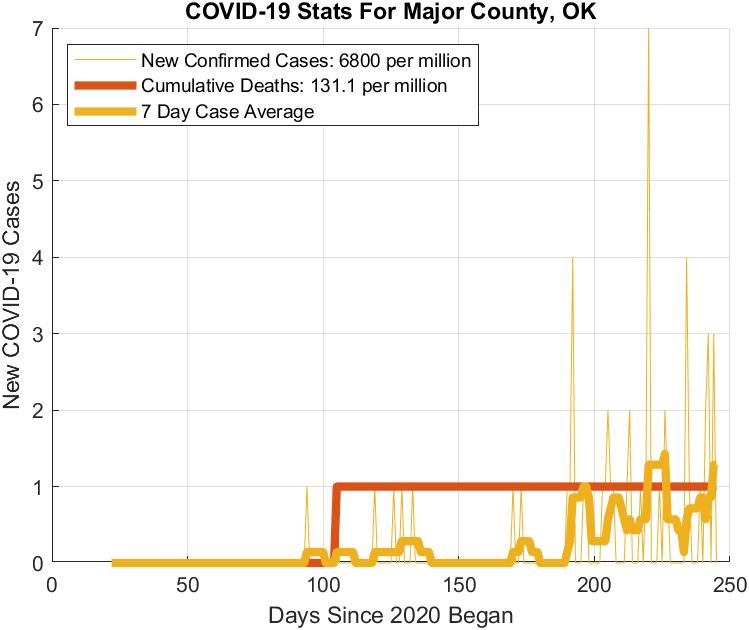 COVID-19 Stats For Major County, OK
New Confirmed Cases: 6800 per million
Cumulative Deaths: 131.1 per million
7 Day Case Average
New COVID-19 Cases
7
6
5
4
3
2
1
0
0 50 100 150 200 250
Days Since 2020 Began